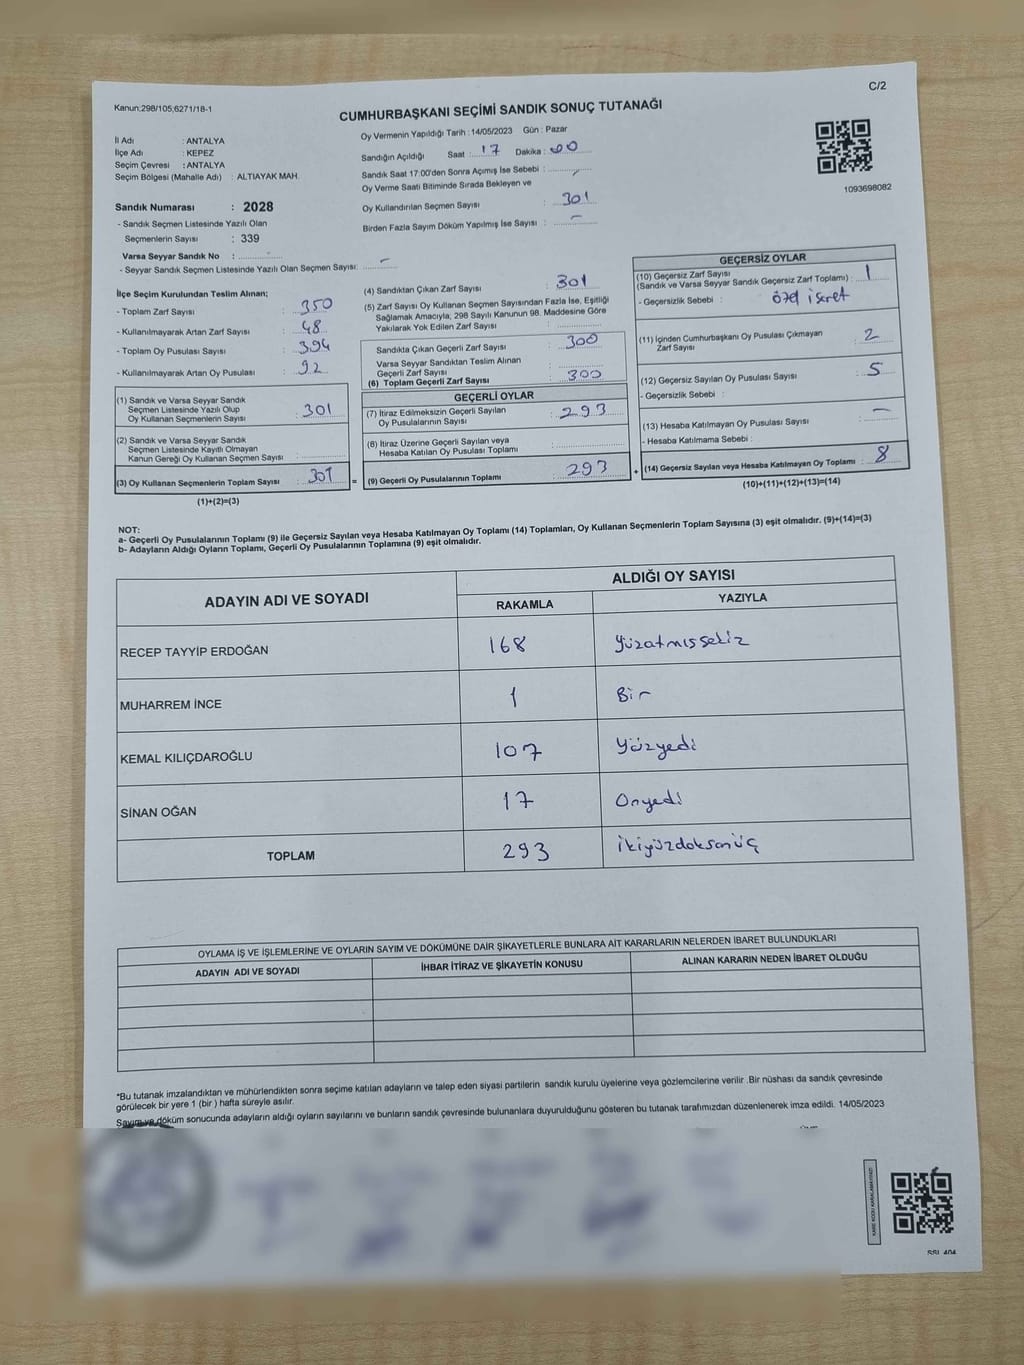 C/2
Kanun:298/105,6271/18-1
CUMHURBAŞKANI SEÇİMİ SANDIK SONUÇ TUTANAĞI
Oy Vermenin Yapıldığı Tarih : 14/05/2023 Gün : Pazar
İl Adı : ANTALYA
İlçe Adı : KEPEZ
Seçim Çevresi : ANTALYA
Seçim Bölgesi (Mahalle Adı) : ALTIAYAK MAH.
Sandığın Açıldığı Saat : 17 Dakika : 00
Sandık Saat 17:00'den Sonra Açımış İse Sebebi : -
Oy Verme Saati Bitiminde Sırada Bekleyen ve
Oy Kullandırılan Seçmen Sayısı : 301
Birden Fazla Sayım Döküm Yapılmış İse Sayısı : -
1093698082
Sandık Numarası : 2028
- Sandık Seçmen Listesinde Yazılı Olan
Seçmenlerin Sayısı : 339
Varsa Seyyar Sandık No :
- Seyyar Sandık Seçmen Listesinde Yazılı Olan Seçmen Sayısı: -
İlçe Seçim Kurulundan Teslim Alınan;
- Toplam Zarf Sayısı : 350
- Kullanılmayarak Artan Zarf Sayısı : 48
- Toplam Oy Pusulası Sayısı : 394
- Kullanılmayarak Artan Oy Pusulası : 92
(1) Sandık ve Varsa Seyyar Sandık
Seçmen Listesinde Yazılı Olup
Oy Kullanan Seçmenlerin Sayısı : 301
(2) Sandık ve Varsa Seyyar Sandık
Seçmen Listesinde Kayıtlı Olmayan
Kanun Gereği Oy Kullanan Seçmen Sayısı :
(3) Oy Kullanan Seçmenlerin Toplam Sayısı : 301
(1)+(2)=(3)
(4) Sandıktan Çıkan Zarf Sayısı : 301
(5) Zarf Sayısı Oy Kullanan Seçmen Sayısından Fazla İse, Eşitliği
Sağlamak Amacıyla, 298 Sayılı Kanunun 98. Maddesine Göre
Yakılarak Yok Edilen Zarf Sayısı :
Sandıkta Çıkan Geçerli Zarf Sayısı : 300
Varsa Seyyar Sandıktan Teslim Alınan
Geçerli Zarf Sayısı :
(6) Toplam Geçerli Zarf Sayısı : 300
GEÇERLİ OYLAR
(7) İtiraz Edilmeksizin Geçerli Sayılan
Oy Pusulalarının Sayısı : 293
(8) İtiraz Üzerine Geçerli Sayılan veya
Hesaba Katılan Oy Pusulası Toplamı :
= (9) Geçerli Oy Pusulalarının Toplamı : 293
GEÇERSİZ OYLAR
(10) Geçersiz Zarf Sayısı
(Sandık ve Varsa Seyyar Sandık Geçersiz Zarf Toplamı) : 1
- Geçersizlik Sebebi : özel işaret
(11) İçinden Cumhurbaşkanı Oy Pusulası Çıkmayan
Zarf Sayısı : 2
(12) Geçersiz Sayılan Oy Pusulası Sayısı : 5
- Geçersizlik Sebebi :
(13) Hesaba Katılmayan Oy Pusulası Sayısı : -
- Hesaba Katılmama Sebebi :
+ (14) Geçersiz Sayılan veya Hesaba Katılmayan Oy Toplamı : 8
(10)+(11)+(12)+(13)=(14)
NOT:
a- Geçerli Oy Pusulalarının Toplamı (9) ile Geçersiz Sayılan veya Hesaba Katılmayan Oy Toplamı (14) Toplamları, Oy Kullanan Seçmenlerin Toplam Sayısına (3) eşit olmalıdır. (9)+(14)=(3)
b- Adayların Aldığı Oyların Toplamı, Geçerli Oy Pusulalarının Toplamına (9) eşit olmalıdır.
ADAYIN ADI VE SOYADI ALDIĞI OY SAYISI
RAKAMLA YAZIYLA
RECEP TAYYİP ERDOĞAN 168 Yüzatmışsekiz
MUHARREM İNCE 1 Bir
KEMAL KILIÇDAROĞLU 107 Yüzyedi
SİNAN OĞAN 17 Onyedi
TOPLAM 293 İkiyüzdoksanüç
OYLAMA İŞ VE İŞLEMLERİNE VE OYLARIN SAYIM VE DÖKÜMÜNE DAİR ŞİKAYETLERLE BUNLARA AİT KARARLARIN NELERDEN İBARET BULUNDUKLARI
ADAYIN ADI VE SOYADI İHBAR İTİRAZ VE ŞİKAYETİN KONUSU ALINAN KARARIN NEDEN İBARET OLDUĞU
*Bu tutanak imzalandıktan ve mühürlendikten sonra seçime katılan adayların ve talep eden siyasi partilerin sandık kurulu üyelerine veya gözlemcilerine verilir .Bir nüshası da sandık çevresinde
görülecek bir yere 1 (bir ) hafta süreyle asılır.
Sayım ve döküm sonucunda adayların aldığı oyların sayılarını ve bunların sandık çevresinde bulunanlara duyurulduğunu gösteren bu tutanak tarafımızdan düzenlenerek imza edildi. 14/05/2023
KARE KODU KARALAMAYINIZ!